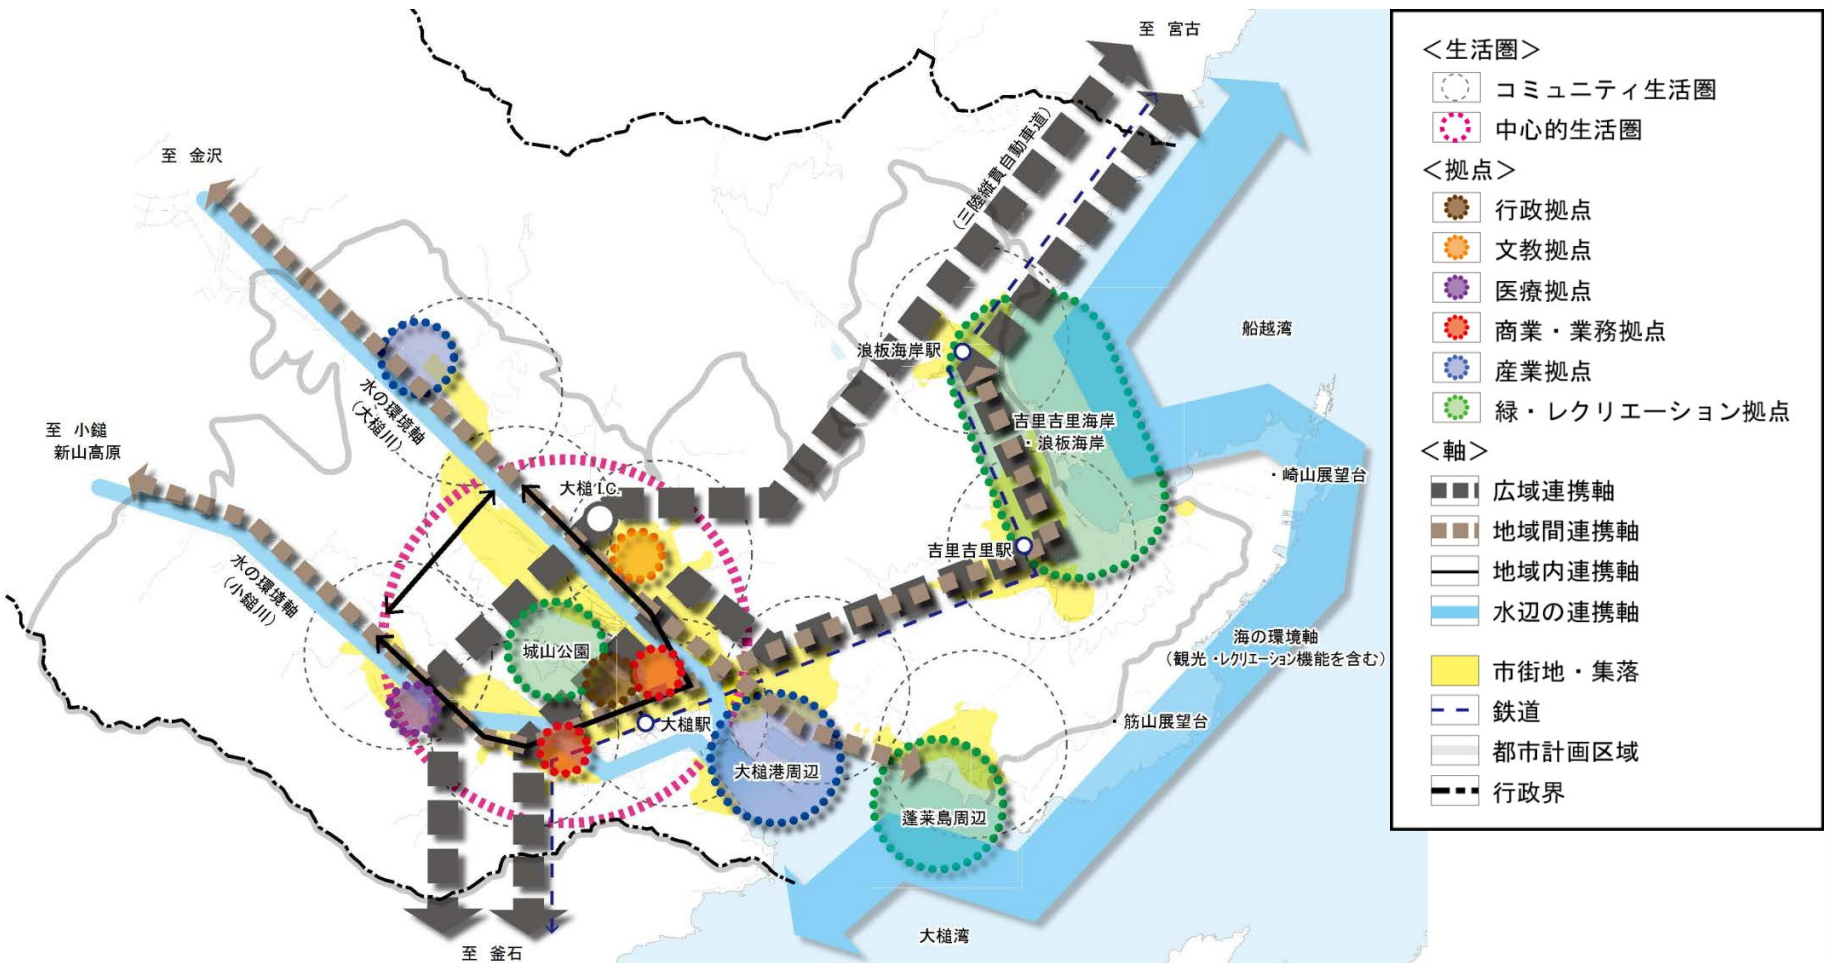 至 宮古
(三陸縦貫自動車道)
至 金沢
船越湾
浪板海岸駅
水の環境軸
(大槌川)
吉里吉里海岸
・浪板海岸
至 小鎚
新山高原
・崎山展望台
大槌I.C.
吉里吉里駅
水の環境軸
(小鎚川)
海の環境軸
(観光・レクリエーション機能を含む)
城山公園
大槌駅
・筋山展望台
大槌港周辺
蓬莱島周辺
大槌湾
至 釜石
＜生活圏＞
コミュニティ生活圏
中心的生活圏
＜拠点＞
行政拠点
文教拠点
医療拠点
商業・業務拠点
産業拠点
緑・レクリエーション拠点
＜軸＞
広域連携軸
地域間連携軸
地域内連携軸
水辺の連携軸
市街地・集落
鉄道
都市計画区域
行政界